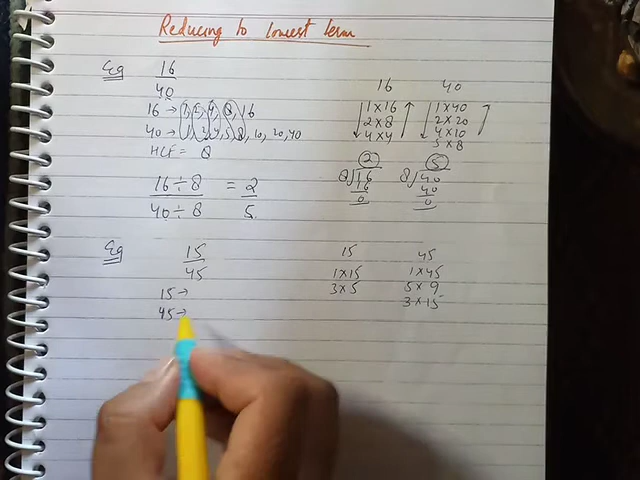 Reducing to lowest term
Eg 16/40
16 → 1, 2, 4, 8, 16
40 → 1, 2, 4, 5, 8, 10, 20, 40
HCF = 8
16 ÷ 8 / 40 ÷ 8 = 2/5
16 40
1 x 16 1 x 40
2 x 8 2 x 20
4 x 4 4 x 10
5 x 8
2 5
8)16 8)40
16 40
0 0
Eg 15/45
15 →
45 →
15 45
1 x 15 1 x 45
3 x 5 5 x 9
3 x 15